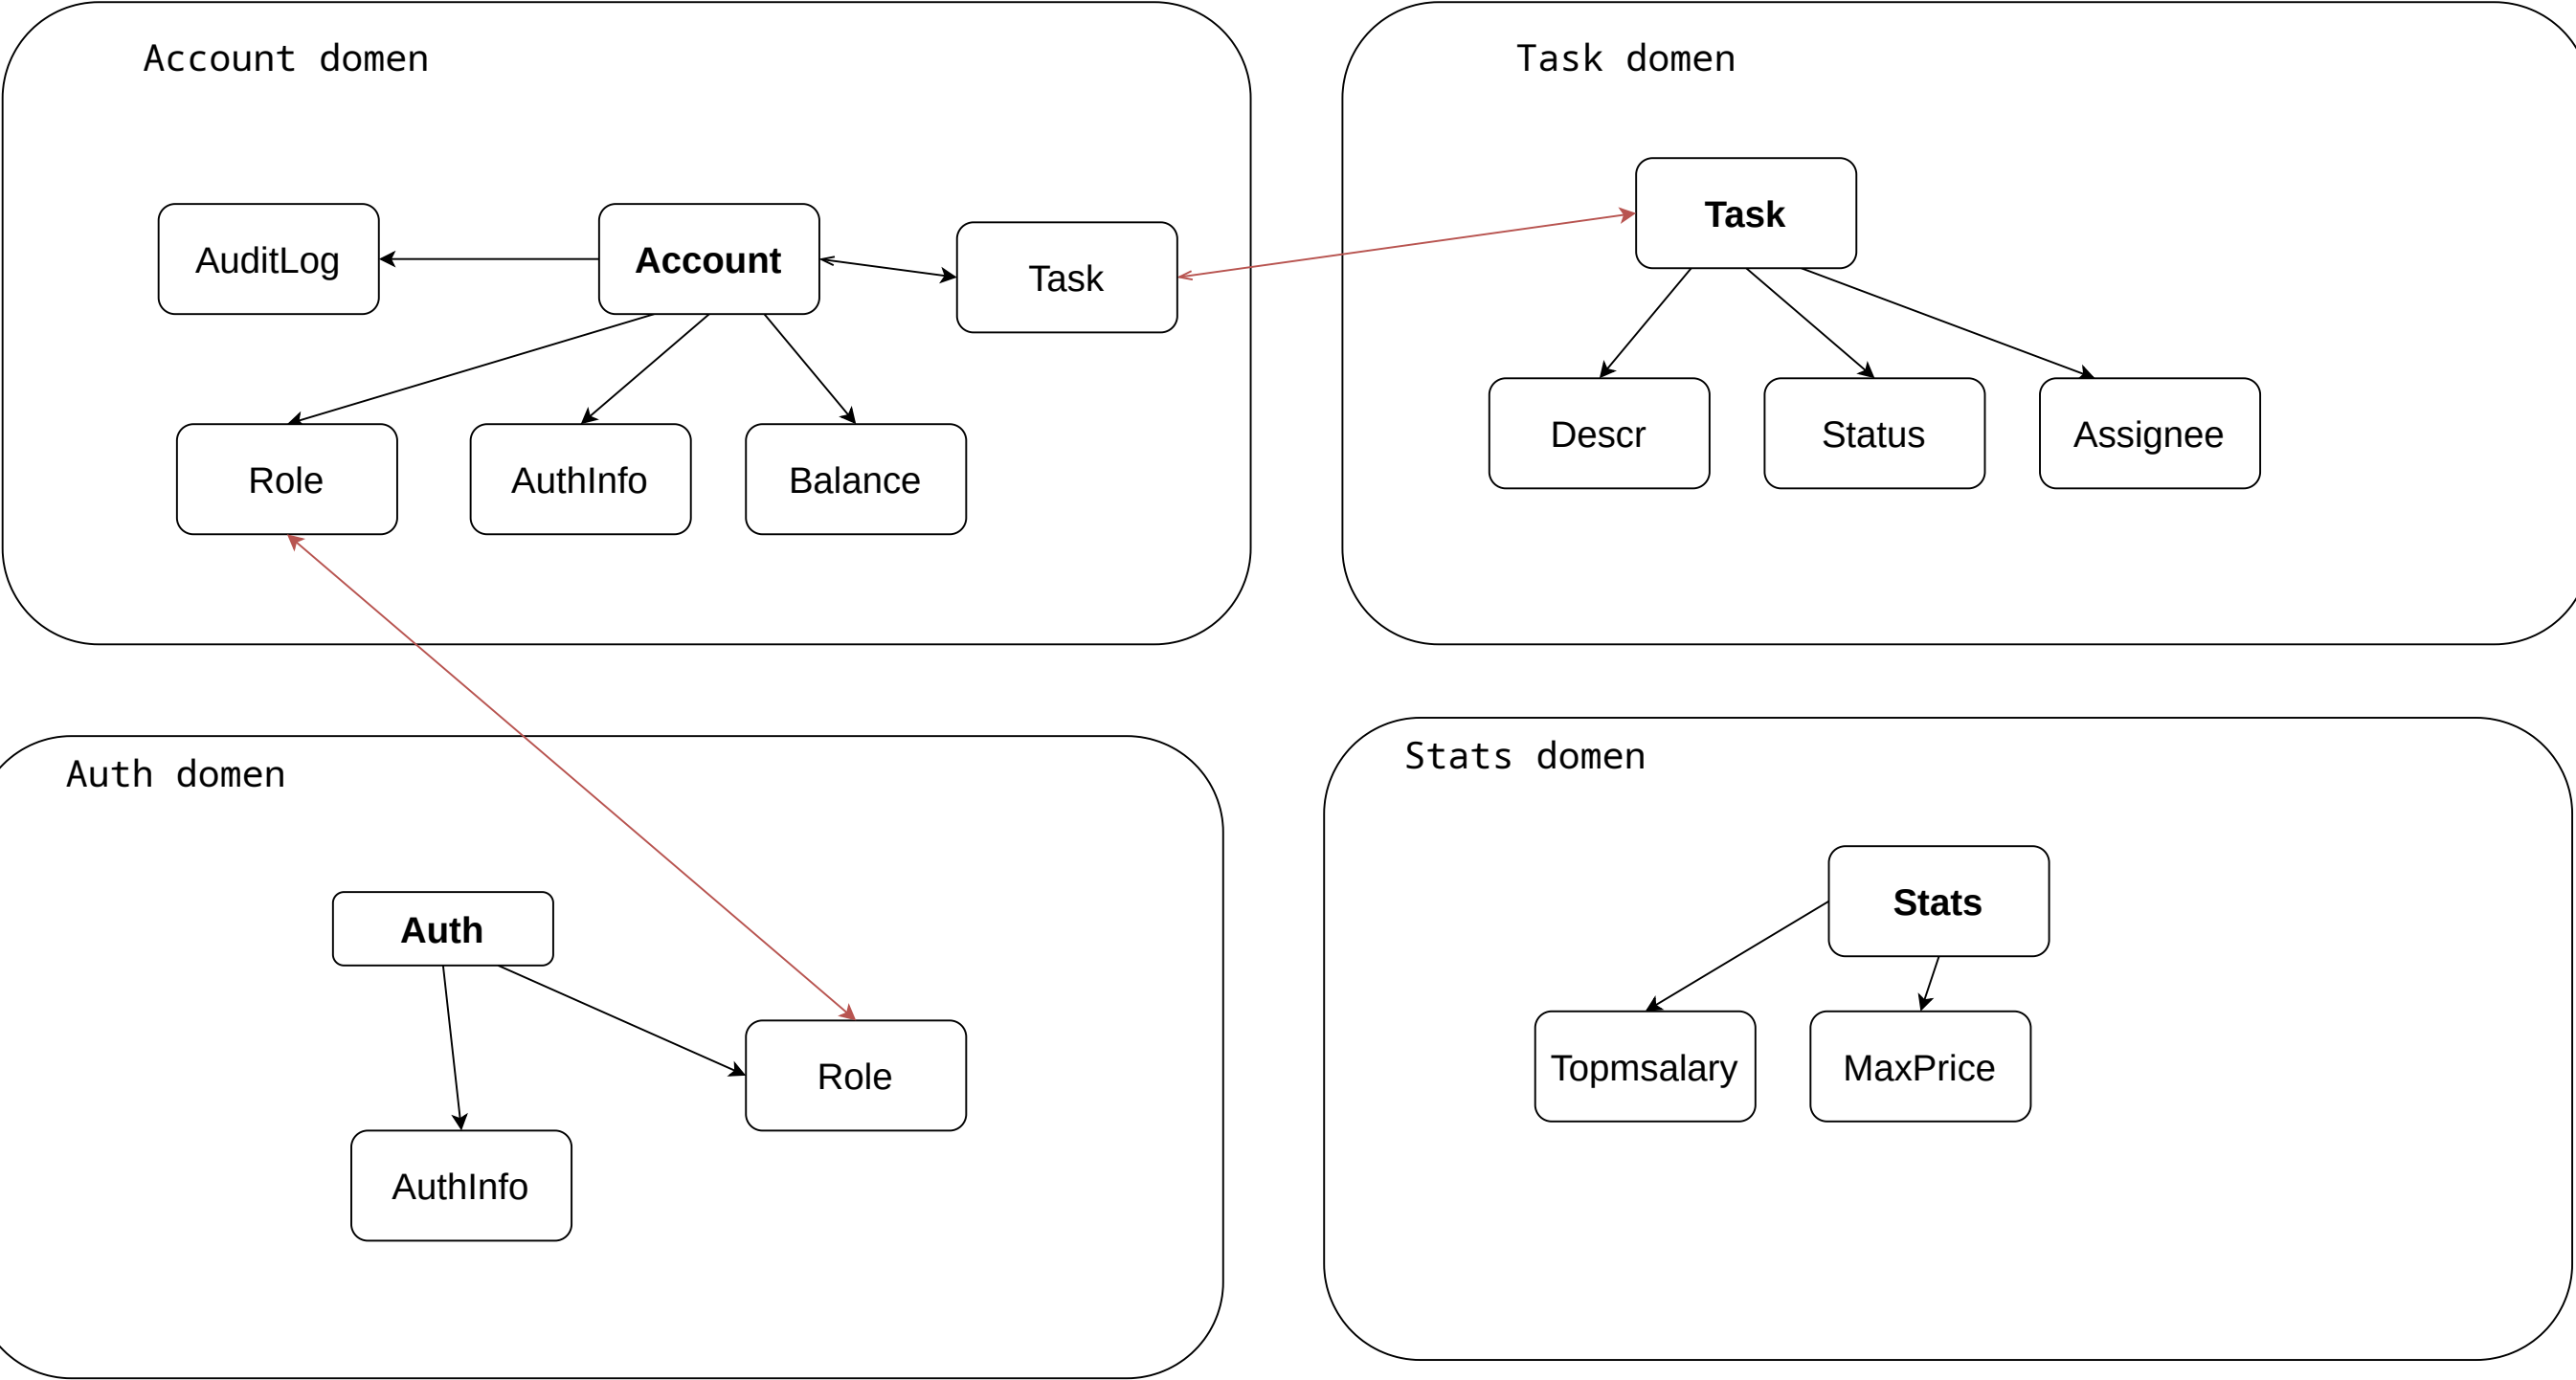 Account domen
AuditLog
Account
Task
Role
AuthInfo
Balance
Task domen
Task
Descr
Status
Assignee
Auth domen
Auth
Role
AuthInfo
Stats domen
Stats
Topmsalary
MaxPrice